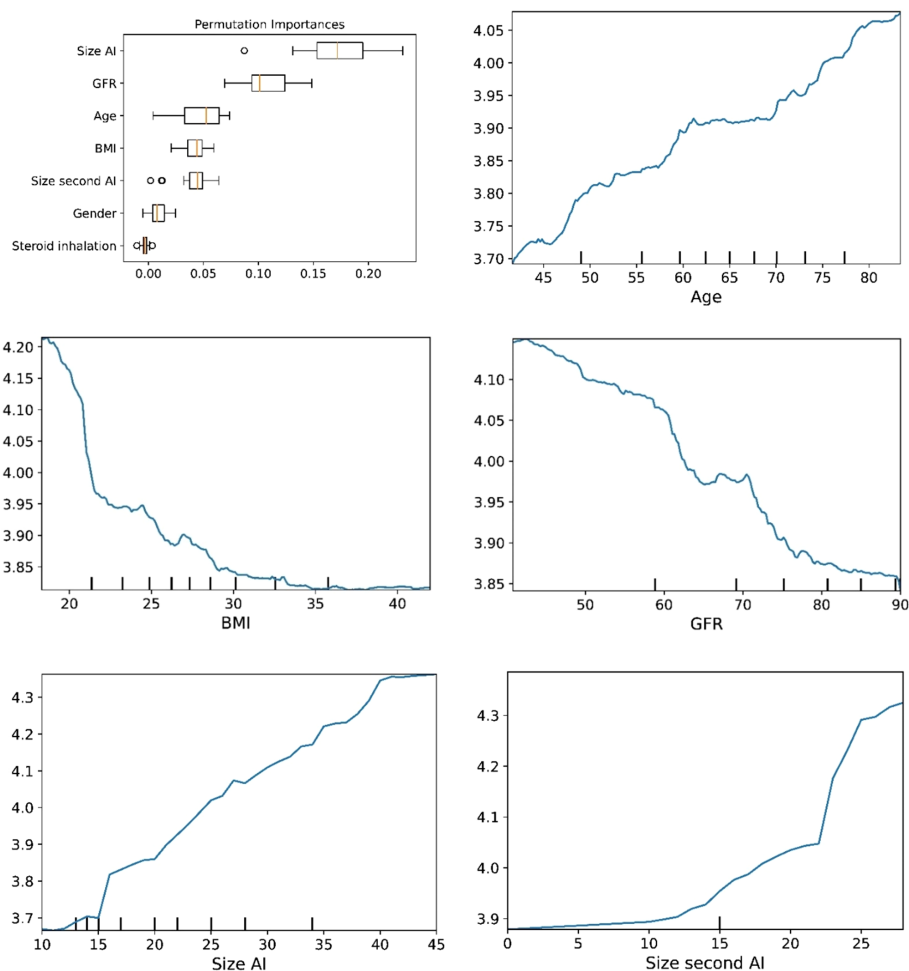 Permutation Importances
Size AI
GFR
Age
BMI
Size second AI
Gender
Steroid inhalation
0.00 0.05 0.10 0.15 0.20
4.05
4.00
3.95
3.90
3.85
3.80
3.75
3.70
45 50 55 60 65 70 75 80
Age
4.20
4.15
4.10
4.05
4.00
3.95
3.90
3.85
20 25 30 35 40
BMI
4.10
4.05
4.00
3.95
3.90
3.85
50 60 70 80 90
GFR
4.3
4.2
4.1
4.0
3.9
3.8
3.7
10 15 20 25 30 35 40 45
Size AI
4.3
4.2
4.1
4.0
3.9
0 5 10 15 20 25
Size second AI